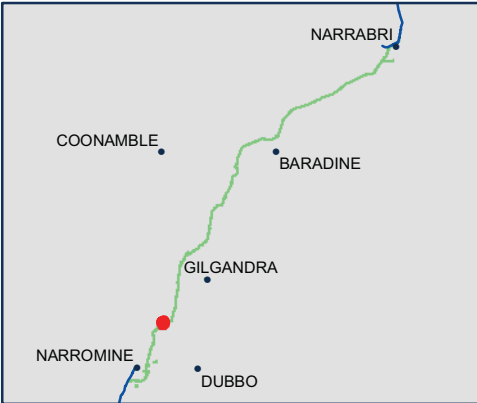 NARRABRI
COONAMBLE
BARADINE
GILGANDRA
NARROMINE
DUBBO